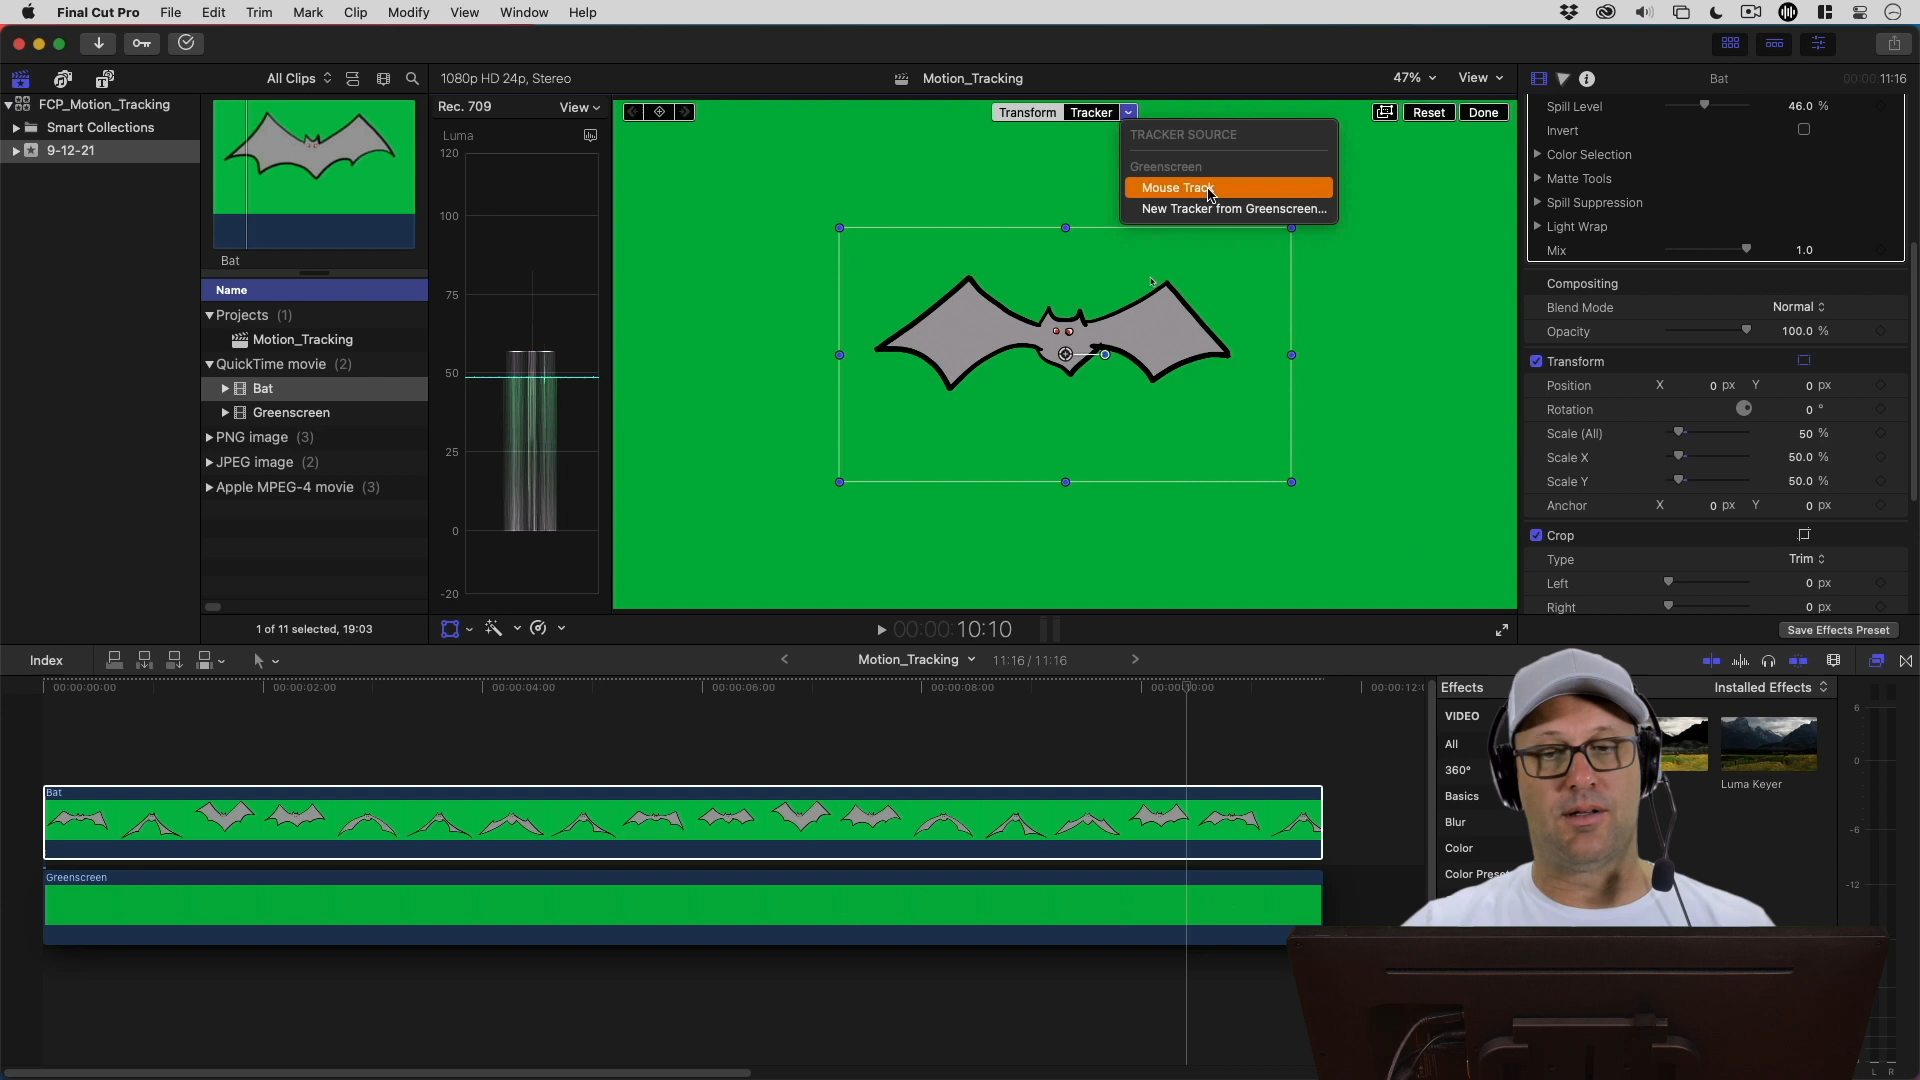 Final Cut Pro File Edit Trim Mark Clip Modify View Window Help
All Clips
FCP_Motion_Tracking
Smart Collections
9-12-21
Bat
Name
Projects (1)
Motion_Tracking
QuickTime movie (2)
Bat
Greenscreen
PNG image (3)
JPEG image (2)
Apple MPEG-4 movie (3)
1 of 11 selected, 19:03
1080p HD 24p, Stereo
Motion_Tracking
47%
View
Rec. 709
View
Luma
120
100
75
50
25
0
-20
Transform
Tracker
Reset
Done
TRACKER SOURCE
Greenscreen
Mouse Track
New Tracker from Greenscreen...
00:00:10:10
Bat
00:00:11:16
Spill Level 46.0 %
Invert
Color Selection
Matte Tools
Spill Suppression
Light Wrap
Mix 1.0
Compositing
Blend Mode Normal
Opacity 100.0 %
Transform
Position X 0 px Y 0 px
Rotation 0 °
Scale (All) 50 %
Scale X 50.0 %
Scale Y 50.0 %
Anchor X 0 px Y 0 px
Crop
Type Trim
Left 0 px
Right 0 px
Save Effects Preset
Index
Motion_Tracking
11:16 / 11:16
00:00:00:00
00:00:02:00
00:00:04:00
00:00:06:00
00:00:08:00
Bat
Greenscreen
Effects
Installed Effects
VIDEO
All
360°
Basics
Blur
Color
Luma Keyer
6
0
-6
-12
L R